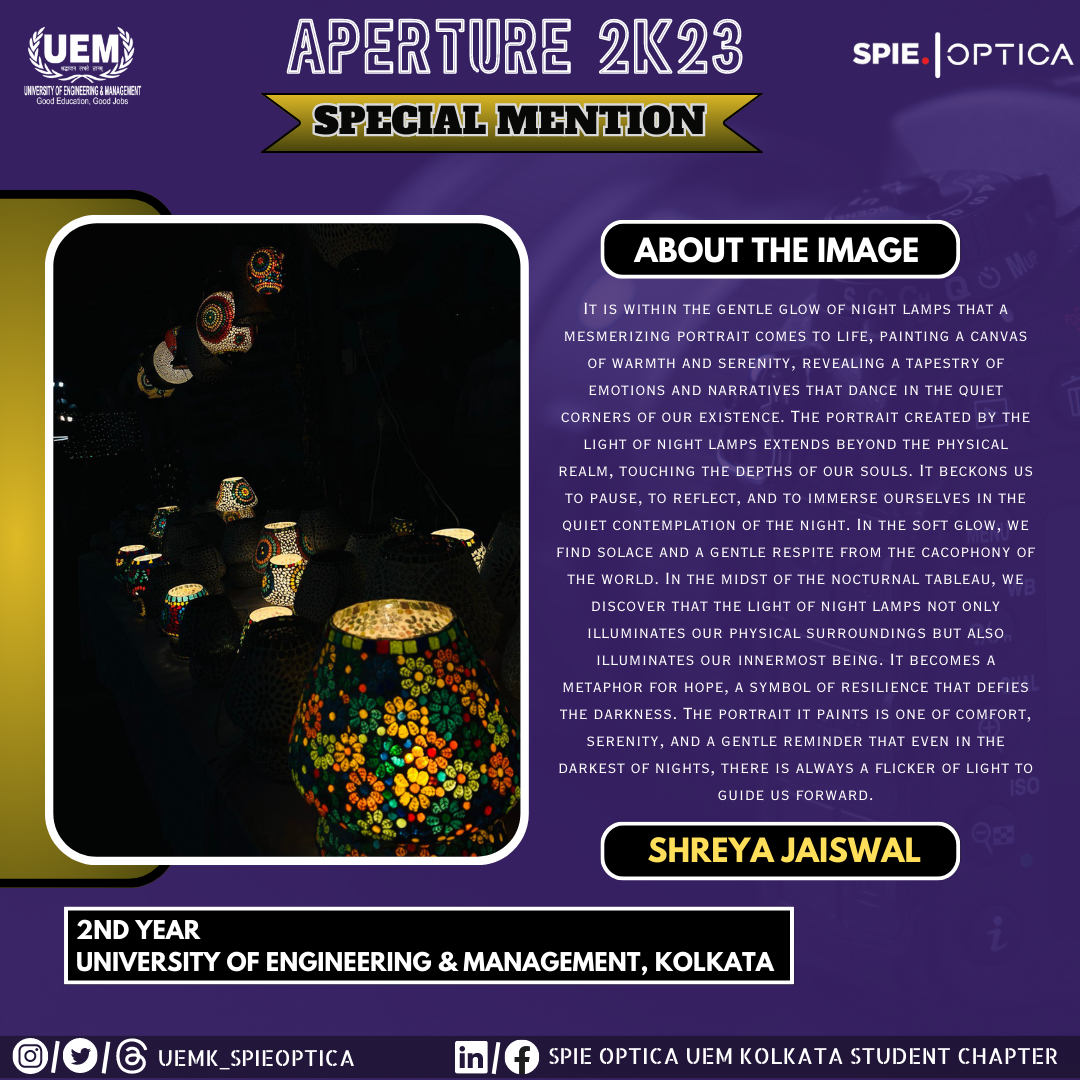 UEM
श्रद्धावान लभते ज्ञानम्
UNIVERSITY OF ENGINEERING & MANAGEMENT
Good Education, Good Jobs
APERTURE 2K23
SPIE.|OPTICA
SPECIAL MENTION
ABOUT THE IMAGE
It is within the gentle glow of night lamps that a
mesmerizing portrait comes to life, painting a canvas
of warmth and serenity, revealing a tapestry of
emotions and narratives that dance in the quiet
corners of our existence. The portrait created by the
light of night lamps extends beyond the physical
realm, touching the depths of our souls. It beckons us
to pause, to reflect, and to immerse ourselves in the
quiet contemplation of the night. In the soft glow, we
find solace and a gentle respite from the cacophony of
the world. In the midst of the nocturnal tableau, we
discover that the light of night lamps not only
illuminates our physical surroundings but also
illuminates our innermost being. It becomes a
metaphor for hope, a symbol of resilience that defies
the darkness. The portrait it paints is one of comfort,
serenity, and a gentle reminder that even in the
darkest of nights, there is always a flicker of light to
guide us forward.
SHREYA JAISWAL
2ND YEAR
UNIVERSITY OF ENGINEERING & MANAGEMENT, KOLKATA
UEMK_SPIEOPTICA
SPIE OPTICA UEM KOLKATA STUDENT CHAPTER
MENU
WB
ISO